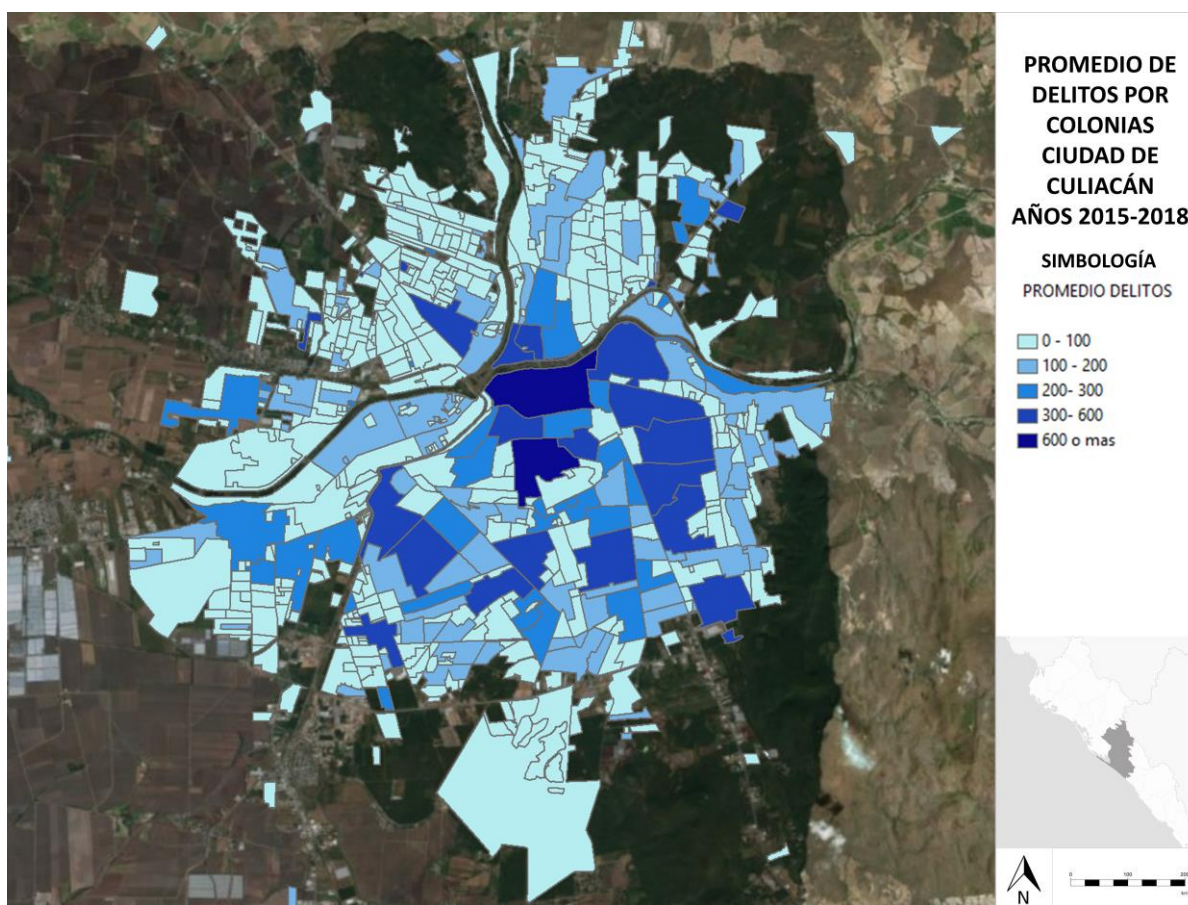 PROMEDIO DE
DELITOS POR
COLONIAS
CIUDAD DE
CULIACÁN
AÑOS 2015-2018
SIMBOLOGÍA
PROMEDIO DELITOS
0 - 100
100 - 200
200- 300
300- 600
600 o mas
N
0
100